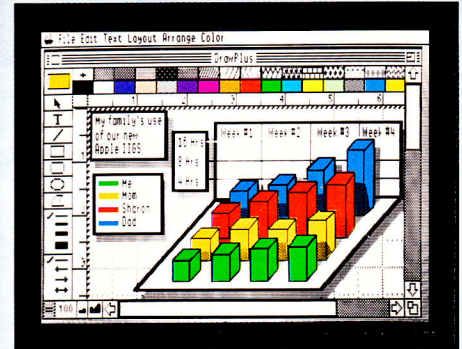 File Edit Text Layout Arrange Color
DrawPlus
1 2 3 4 5 6
T
My family's use
of our new
Apple IIGS
Week #1 Week #2 Week #3 Week #4
16 Hrs
8 Hrs
4 Hrs
Me
Mom
Sharon
Dad
100